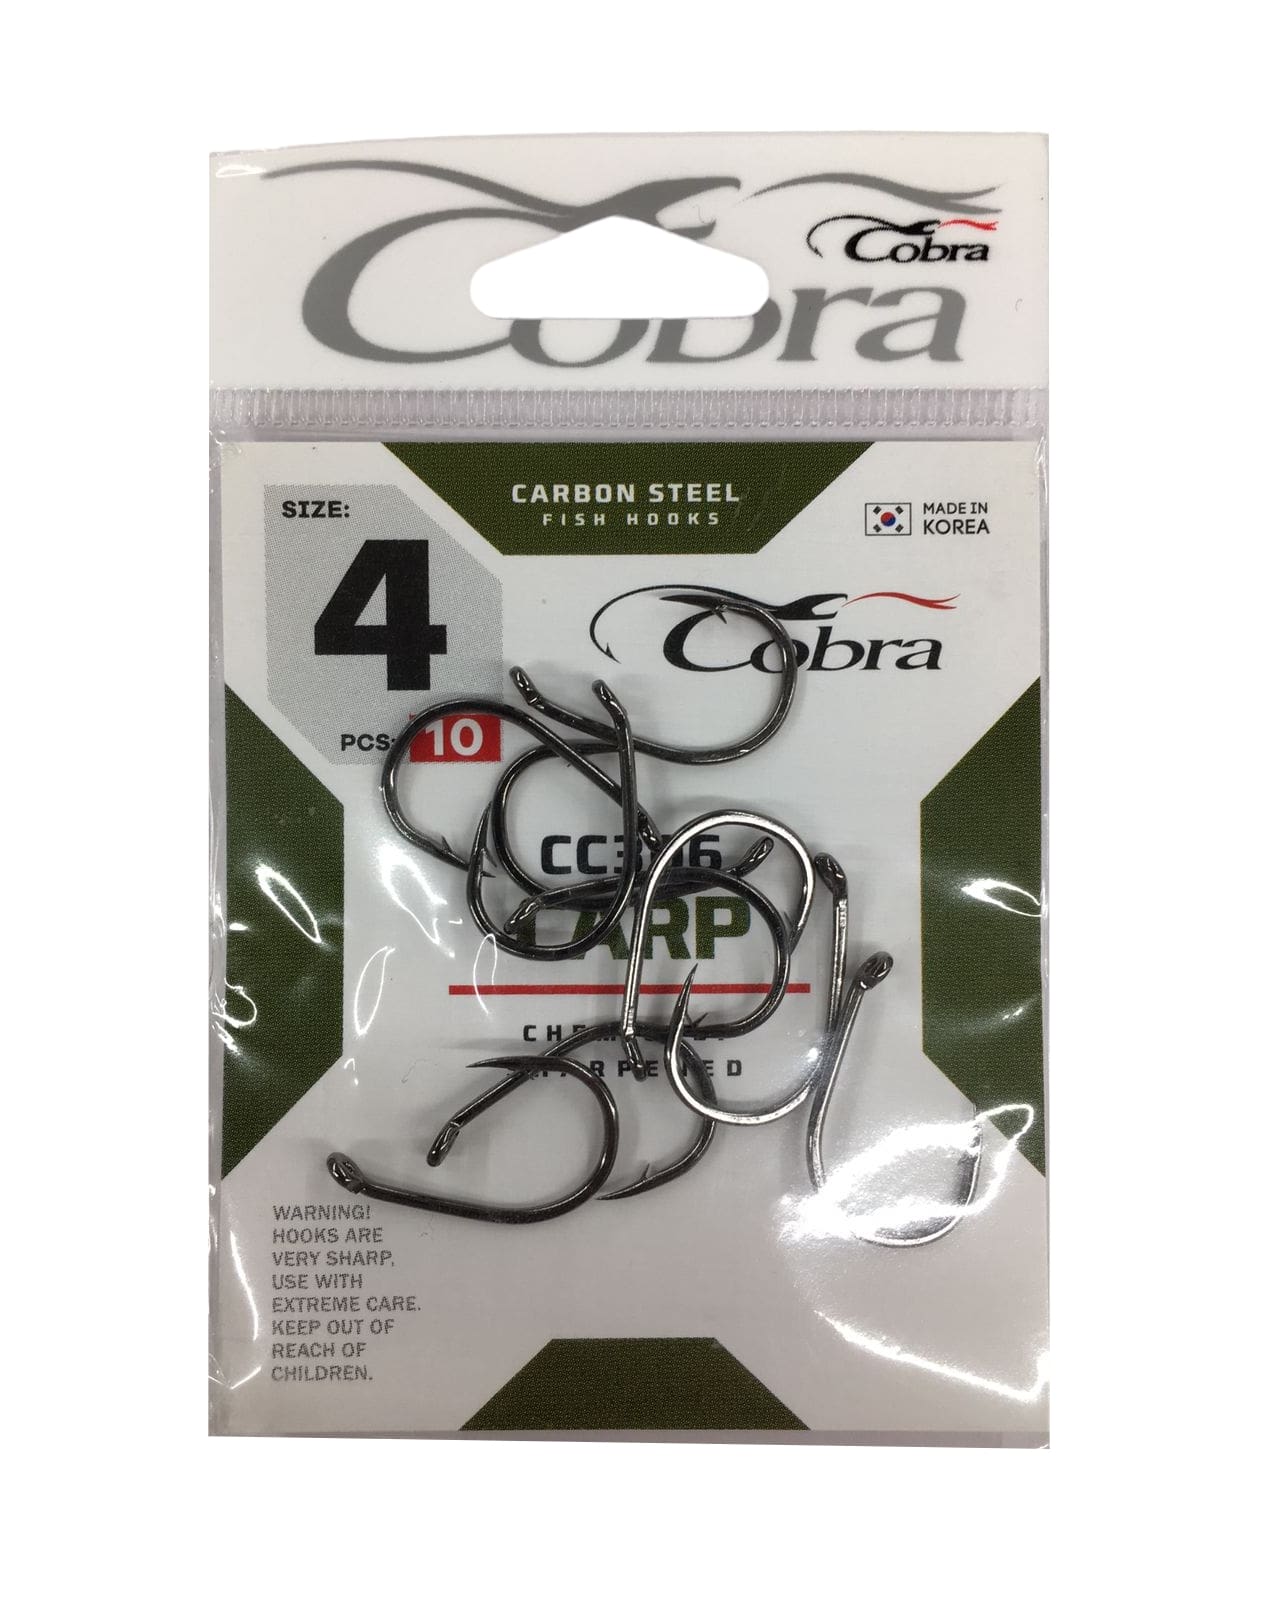 Cobra
Cobra
CARBON STEEL
FISH HOOKS
SIZE:
4
MADE IN
KOREA
Cobra
PCS: 10
CARP
WARNING!
HOOKS ARE
VERY SHARP,
USE WITH
EXTREME CARE.
KEEP OUT OF
REACH OF
CHILDREN.